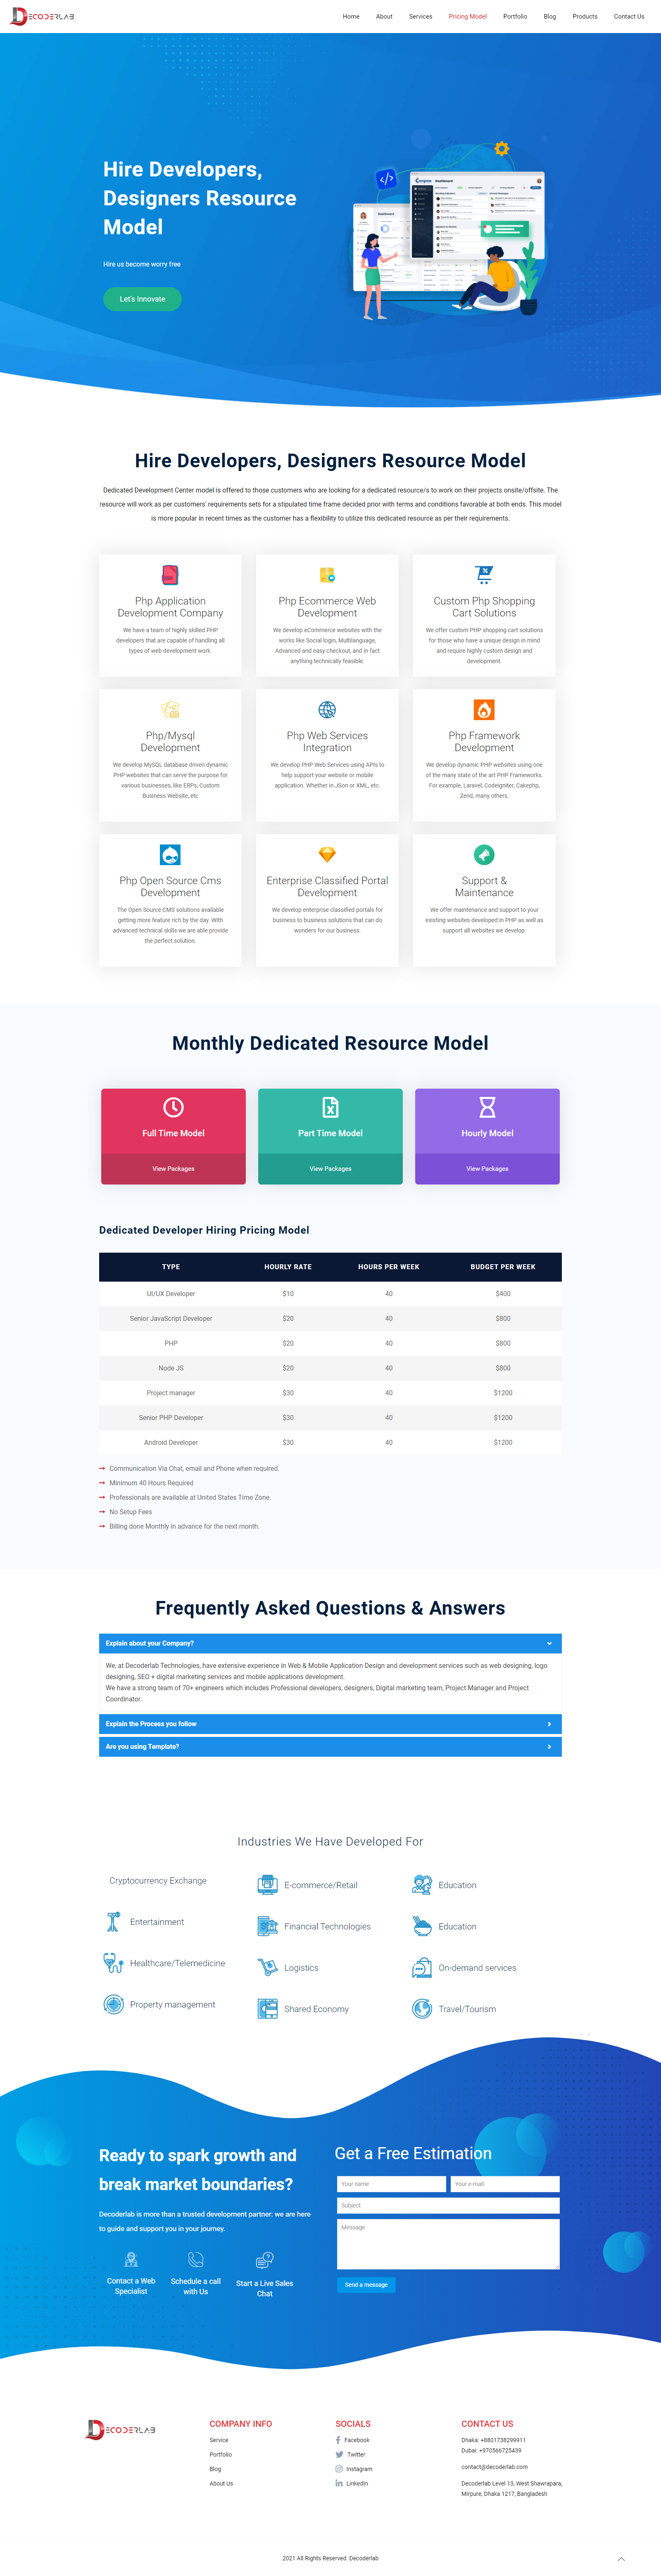 DECODERLAB
Home About Services Pricing Model Portfolio Blog Products Contact Us
Hire Developers,
Designers Resource
Model
Hire us become worry free
Let's Innovate
Dashboard
Dashboard
Hire Developers, Designers Resource Model
Dedicated Development Center model is offered to those customers who are looking for a dedicated resource/s to work on their projects onsite/offsite. The
resource will work as per customers' requirements sets for a stipulated time frame decided prior with terms and conditions favorable at both ends. This model
is more popular in recent times as the customer has a flexibility to utilize this dedicated resource as per their requirements.
Php Application
Development Company
We have a team of highly skilled PHP
developers that are capable of handling all
types of web development work.
Php Ecommerce Web
Development
We develop eCommerce websites with the
works like Social login, Multilanguage,
Advanced and easy checkout, and in fact
anything technically feasible.
Custom Php Shopping
Cart Solutions
We offer custom PHP shopping cart solutions
for those who have a unique design in mind
and require highly custom design and
development.
Php/Mysql
Development
We develop MySQL database driven dynamic
PHP websites that can serve the purpose for
various businesses, like ERPs, Custom
Business Website, etc
Php Web Services
Integration
We develop PHP Web Services using APIs to
help support your website or mobile
application. Whether in JSon or XML, etc.
Php Framework
Development
We develop dynamic PHP websites using one
of the many state of the art PHP Frameworks.
For example, Laravel, Codeigniter, Cakephp,
Zend, many others.
Php Open Source Cms
Development
The Open Source CMS solutions available
getting more feature rich by the day. With
advanced technical skills we are able provide
the perfect solution.
Enterprise Classified Portal
Development
We develop enterprise classified portals for
business to business solutions that can do
wonders for our business.
Support &
Maintenance
We offer maintenance and support to your
existing websites developed in PHP as well as
support all websites we develop.
Monthly Dedicated Resource Model
Full Time Model
View Packages
Part Time Model
View Packages
Hourly Model
View Packages
Dedicated Developer Hiring Pricing Model
TYPE HOURLY RATE HOURS PER WEEK BUDGET PER WEEK
UI/UX Developer $10 40 $400
Senior JavaScript Developer $20 40 $800
PHP $20 40 $800
Node JS $20 40 $800
Project manager $30 40 $1200
Senior PHP Developer $30 40 $1200
Android Developer $30 40 $1200
Communication Via Chat, email and Phone when required.
Minimum 40 Hours Required
Professionals are available at United States Time Zone.
No Setup Fees
Billing done Monthly in advance for the next month.
Frequently Asked Questions & Answers
Explain about your Company?
We, at Decoderlab Technologies, have extensive experience in Web & Mobile Application Design and development services such as web designing, logo
designing, SEO + digital marketing services and mobile applications development.
We have a strong team of 70+ engineers which includes Professional developers, designers, Digital marketing team, Project Manager and Project
Coordinator.
Explain the Process you follow
Are you using Template?
Industries We Have Developed For
Cryptocurrency Exchange
Entertainment
Healthcare/Telemedicine
Property management
E-commerce/Retail
Financial Technologies
Logistics
Shared Economy
Education
Education
On-demand services
Travel/Tourism
Ready to spark growth and
break market boundaries?
Decoderlab is more than a trusted development partner: we are here
to guide and support you in your journey.
Contact a Web
Specialist
Schedule a call
with Us
Start a Live Sales
Chat
Get a Free Estimation
Your name
Your e-mail
Subject
Message
Send a message
DECODERLAB
COMPANY INFO
Service
Portfolio
Blog
About Us
SOCIALS
Facebook
Twitter
Instagram
LinkedIn
CONTACT US
Dhaka: +8801738299911
Dubai: +970566725439
contact@decoderlab.com
Decoderlab Level 13, West Shawrapara,
Mirpure, Dhaka 1217, Bangladesh
2021 All Rights Reserved. Decoderlab